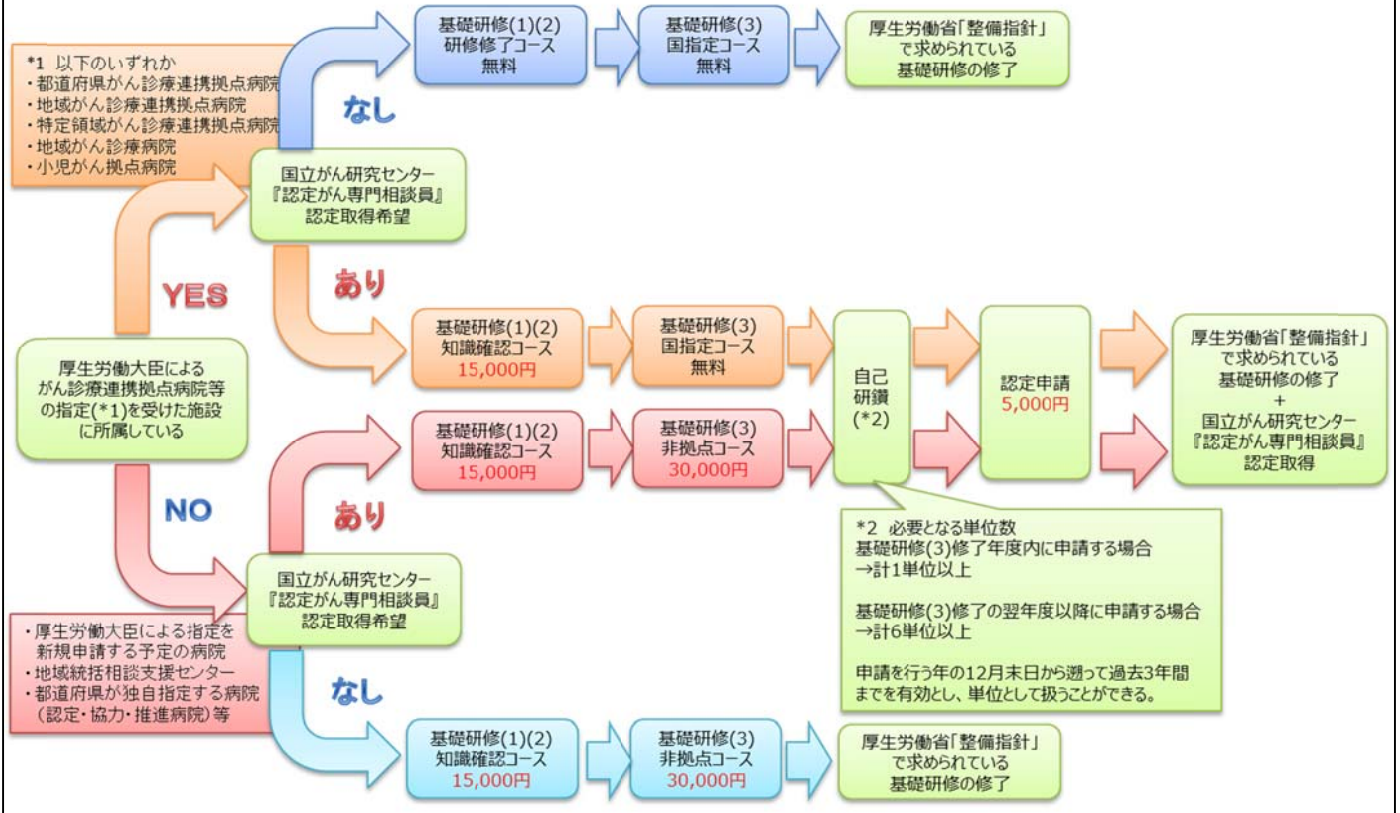 *1 以下のいずれか
・都道府県がん診療連携拠点病院
・地域がん診療連携拠点病院
・特定領域がん診療連携拠点病院
・地域がん診療病院
・小児がん拠点病院
基礎研修(1)(2)
研修修了コース
無料
基礎研修(3)
国指定コース
無料
厚生労働省「整備指針」
で求められている
基礎研修の修了
なし
国立がん研究センター
『認定がん専門相談員』
認定取得希望
YES
あり
基礎研修(1)(2)
知識確認コース
15,000円
基礎研修(3)
国指定コース
無料
自己
研鑽
(*2)
認定申請
5,000円
厚生労働省「整備指針」
で求められている
基礎研修の修了
+
国立がん研究センター
『認定がん専門相談員』
認定取得
厚生労働大臣による
がん診療連携拠点病院等
の指定(*1)を受けた施設
に所属している
基礎研修(1)(2)
知識確認コース
15,000円
基礎研修(3)
非拠点コース
30,000円
NO
あり
*2 必要となる単位数
基礎研修(3)修了年度内に申請する場合
→計1単位以上
基礎研修(3)修了の翌年度以降に申請する場合
→計6単位以上
申請を行う年の12月末日から遡って過去3年間
までを有効とし、単位として扱うことができる。
国立がん研究センター
『認定がん専門相談員』
認定取得希望
・厚生労働大臣による指定を
新規申請する予定の病院
・地域統括相談支援センター
・都道府県が独自指定する病院
（認定・協力・推進病院）等
なし
基礎研修(1)(2)
知識確認コース
15,000円
基礎研修(3)
非拠点コース
30,000円
厚生労働省「整備指針」
で求められている
基礎研修の修了